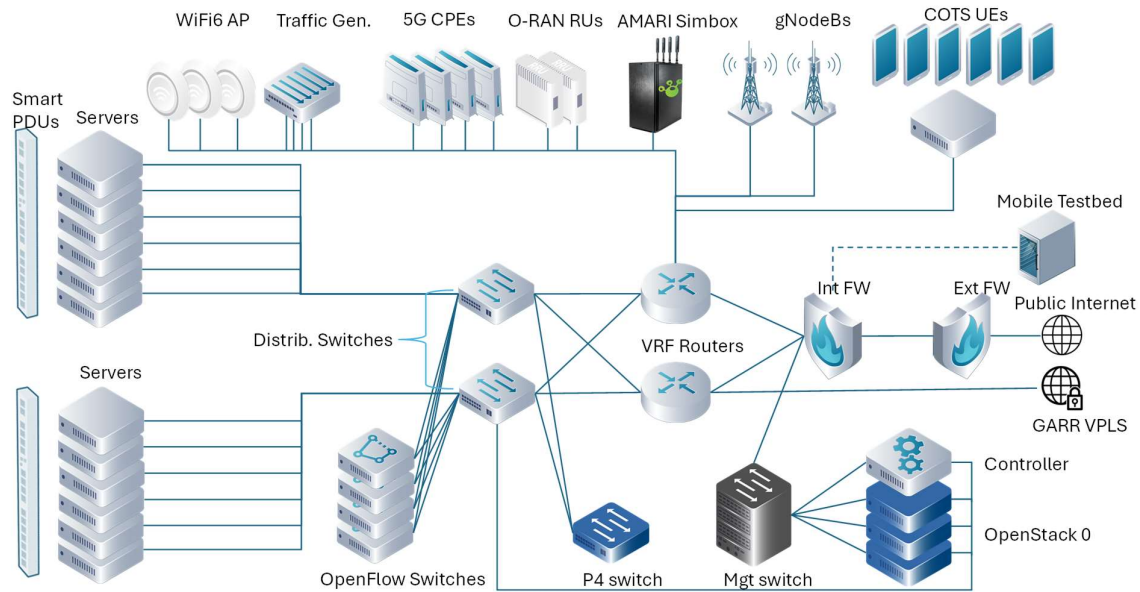 WiFi6 AP
Traffic Gen.
5G CPEs
O-RAN RUs
AMARI Simbox
gNodeBs
COTS UEs
Smart
PDUs
Servers
Mobile Testbed
Int FW
Ext FW
Public Internet
Distrib. Switches
VRF Routers
Servers
GARR VPLS
Controller
OpenStack 0
OpenFlow Switches
P4 switch
Mgt switch